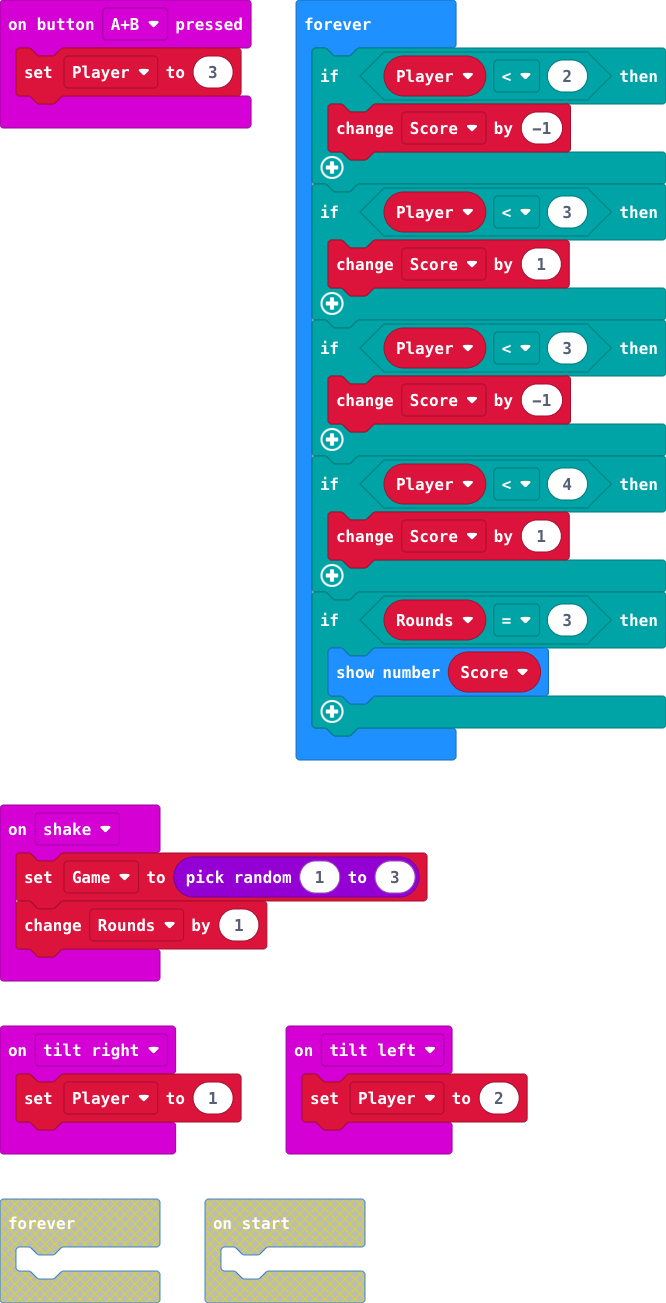 on button A+B pressed
set Player to 3
forever
if Player < 2 then
change Score by −1
if Player < 3 then
change Score by 1
if Player < 3 then
change Score by −1
if Player < 4 then
change Score by 1
if Rounds = 3 then
show number Score
on shake
set Game to pick random 1 to 3
change Rounds by 1
on tilt right
set Player to 1
on tilt left
set Player to 2
forever
on start